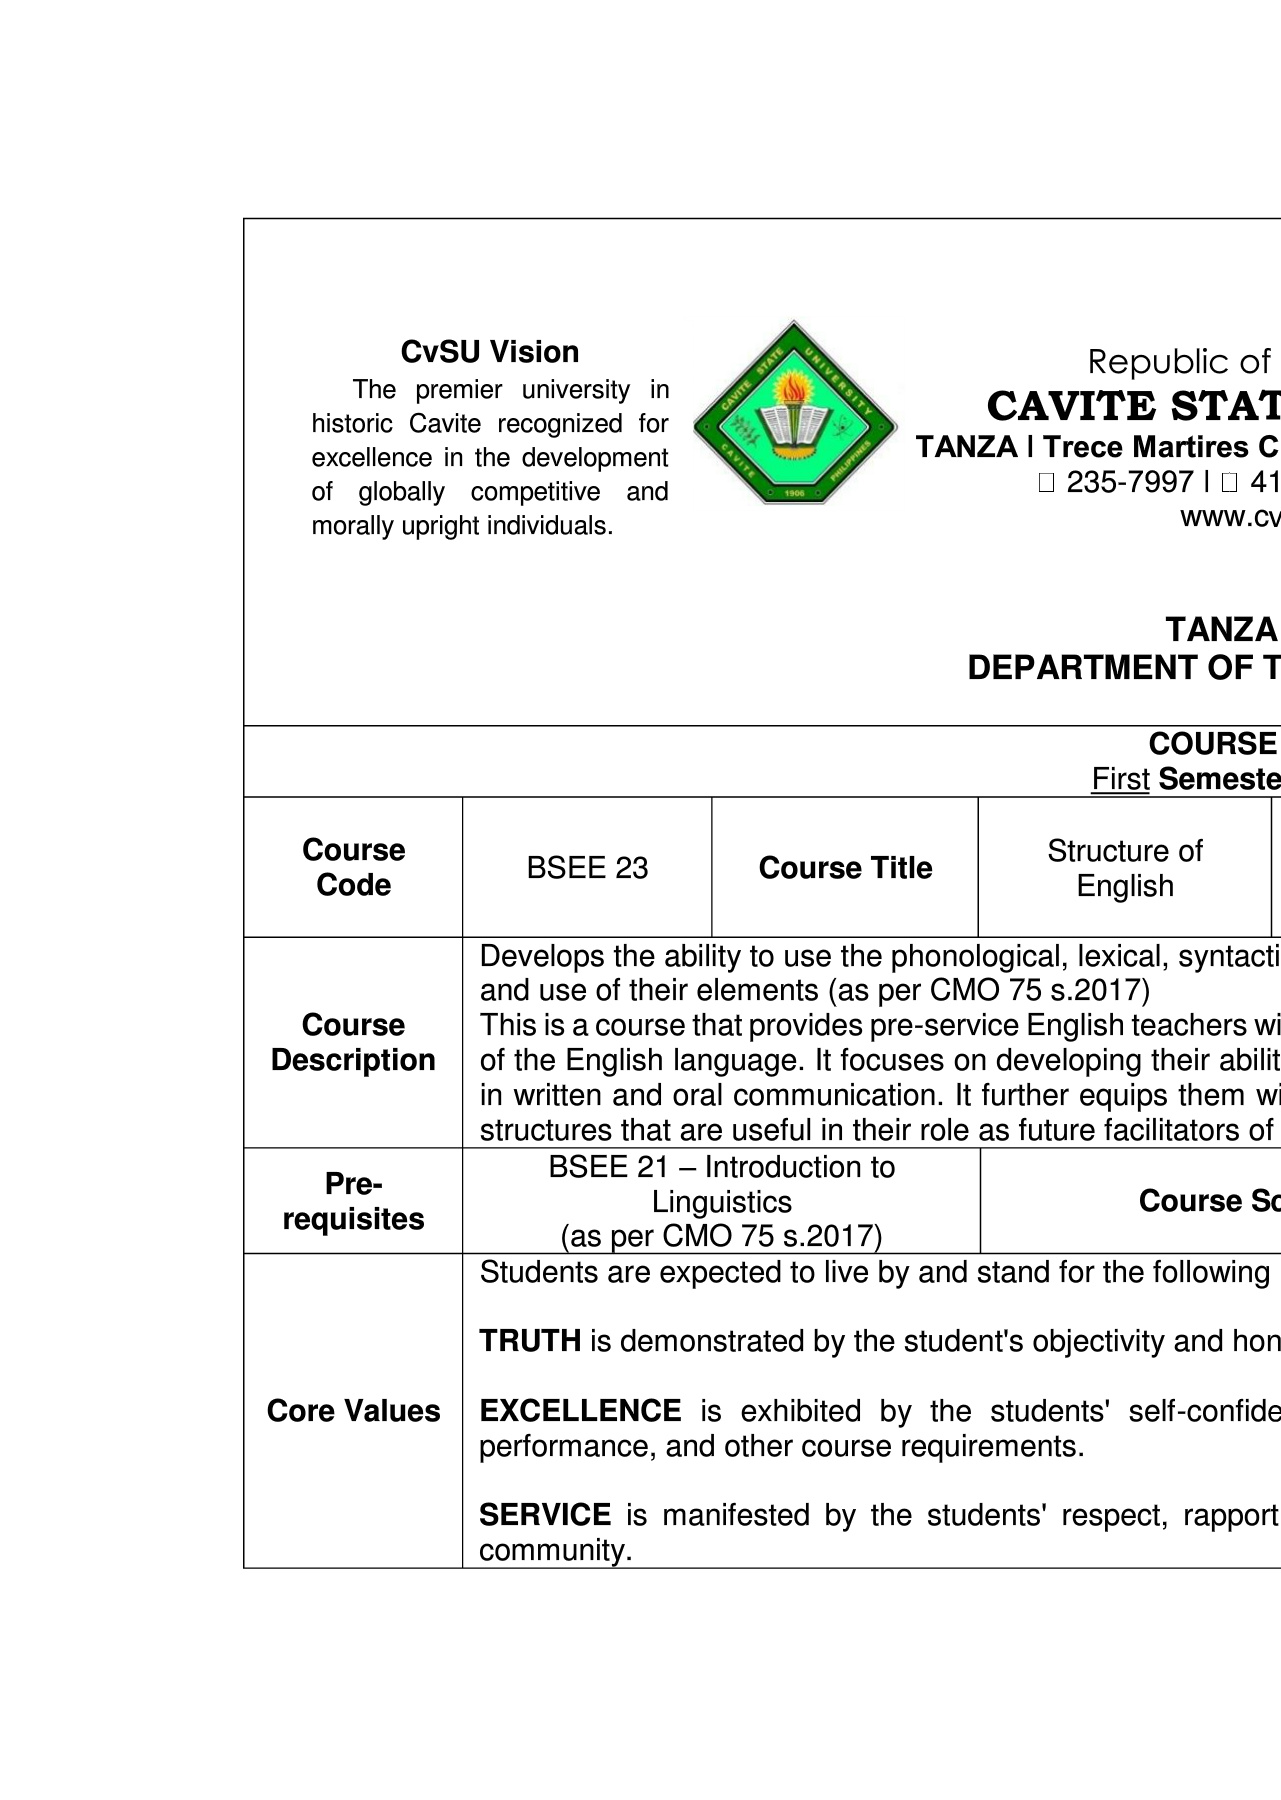 CvSU Vision
The premier university in
historic Cavite recognized for
excellence in the development
of globally competitive and
morally upright individuals.
CAVITE STATE UNIVERSITY
CAVITE
PHILIPPINES
1906
Republic of
CAVITE STAT
TANZA | Trece Martires C
235-7997 | 41
www.cv
TANZA
DEPARTMENT OF T
COURSE
First Semeste
Course
Code
BSEE 23
Course Title
Structure of
English
Course
Description
Develops the ability to use the phonological, lexical, syntacti
and use of their elements (as per CMO 75 s.2017)
This is a course that provides pre-service English teachers wi
of the English language. It focuses on developing their abilit
in written and oral communication. It further equips them wi
structures that are useful in their role as future facilitators of
Pre-
requisites
BSEE 21 – Introduction to
Linguistics
(as per CMO 75 s.2017)
Course Sc
Core Values
Students are expected to live by and stand for the following
TRUTH is demonstrated by the student's objectivity and hon
EXCELLENCE is exhibited by the students' self-confide
performance, and other course requirements.
SERVICE is manifested by the students' respect, rapport
community.